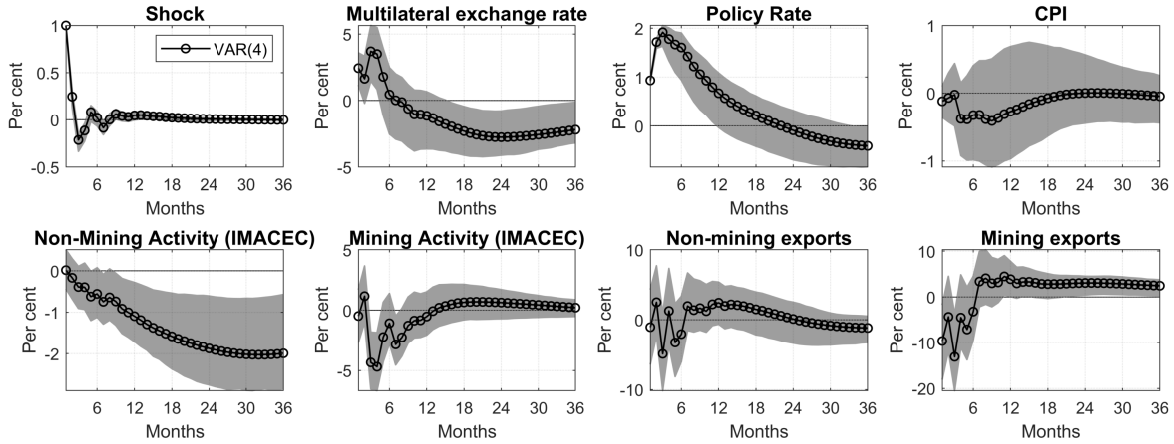 Shock
Per cent
1
0.5
0
-0.5
VAR(4)
6 12 18 24 30 36
Months
Multilateral exchange rate
Per cent
5
0
-5
6 12 18 24 30 36
Months
Policy Rate
Per cent
2
1
0
6 12 18 24 30 36
Months
CPI
Per cent
1
0
-1
6 12 18 24 30 36
Months
Non-Mining Activity (IMACEC)
Per cent
0
-1
-2
6 12 18 24 30 36
Months
Mining Activity (IMACEC)
Per cent
5
0
-5
6 12 18 24 30 36
Months
Non-mining exports
Per cent
10
0
-10
6 12 18 24 30 36
Months
Mining exports
Per cent
10
0
-10
-20
6 12 18 24 30 36
Months